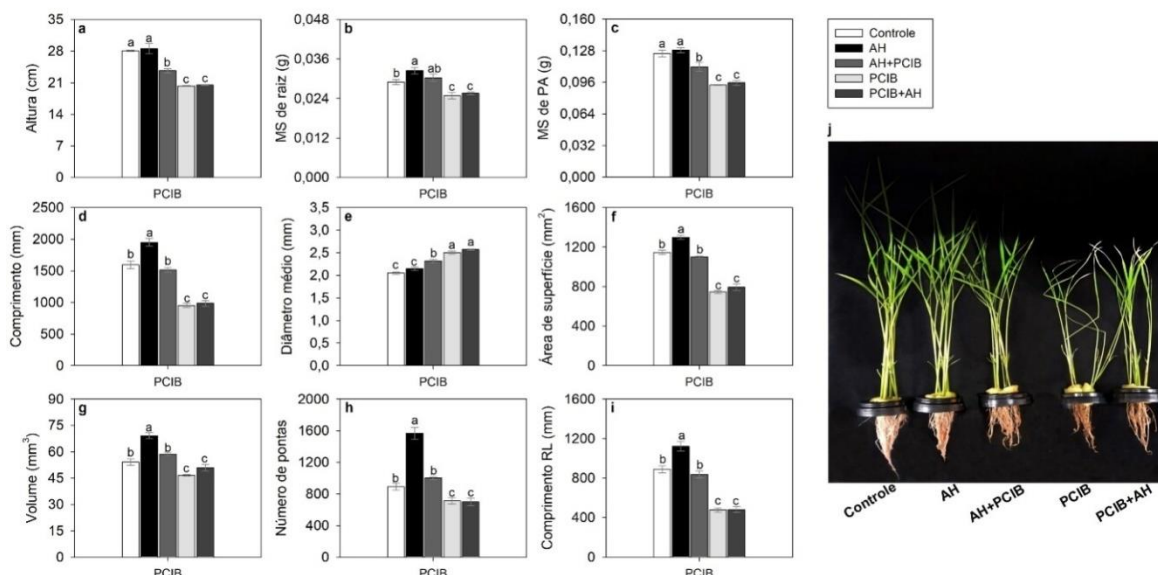 a
Altura (cm)
35
28
21
14
7
0
a a b c c
PCIB
b
MS de raiz (g)
0,048
0,036
0,024
0,012
0,000
b a ab c c
PCIB
c
MS de PA (g)
0,160
0,128
0,096
0,064
0,032
0,000
a a b c c
PCIB
Controle
AH
AH+PCIB
PCIB
PCIB+AH
d
Comprimento (mm)
2500
2000
1500
1000
500
0
b a b c c
PCIB
e
Diâmetro médio (mm)
3,5
3,0
2,5
2,0
1,5
1,0
0,5
0,0
c c b a a
PCIB
f
Área de superfície (mm²)
1600
1200
800
400
0
b a b c c
PCIB
g
Volume (mm³)
90
75
60
45
30
15
0
b a b c c
PCIB
h
Número de pontas
2000
1600
1200
800
400
0
b a b c c
PCIB
i
Comprimento RL (mm)
1600
1200
800
400
0
b a b c c
PCIB
j
Controle
AH
AH+PCIB
PCIB
PCIB+AH